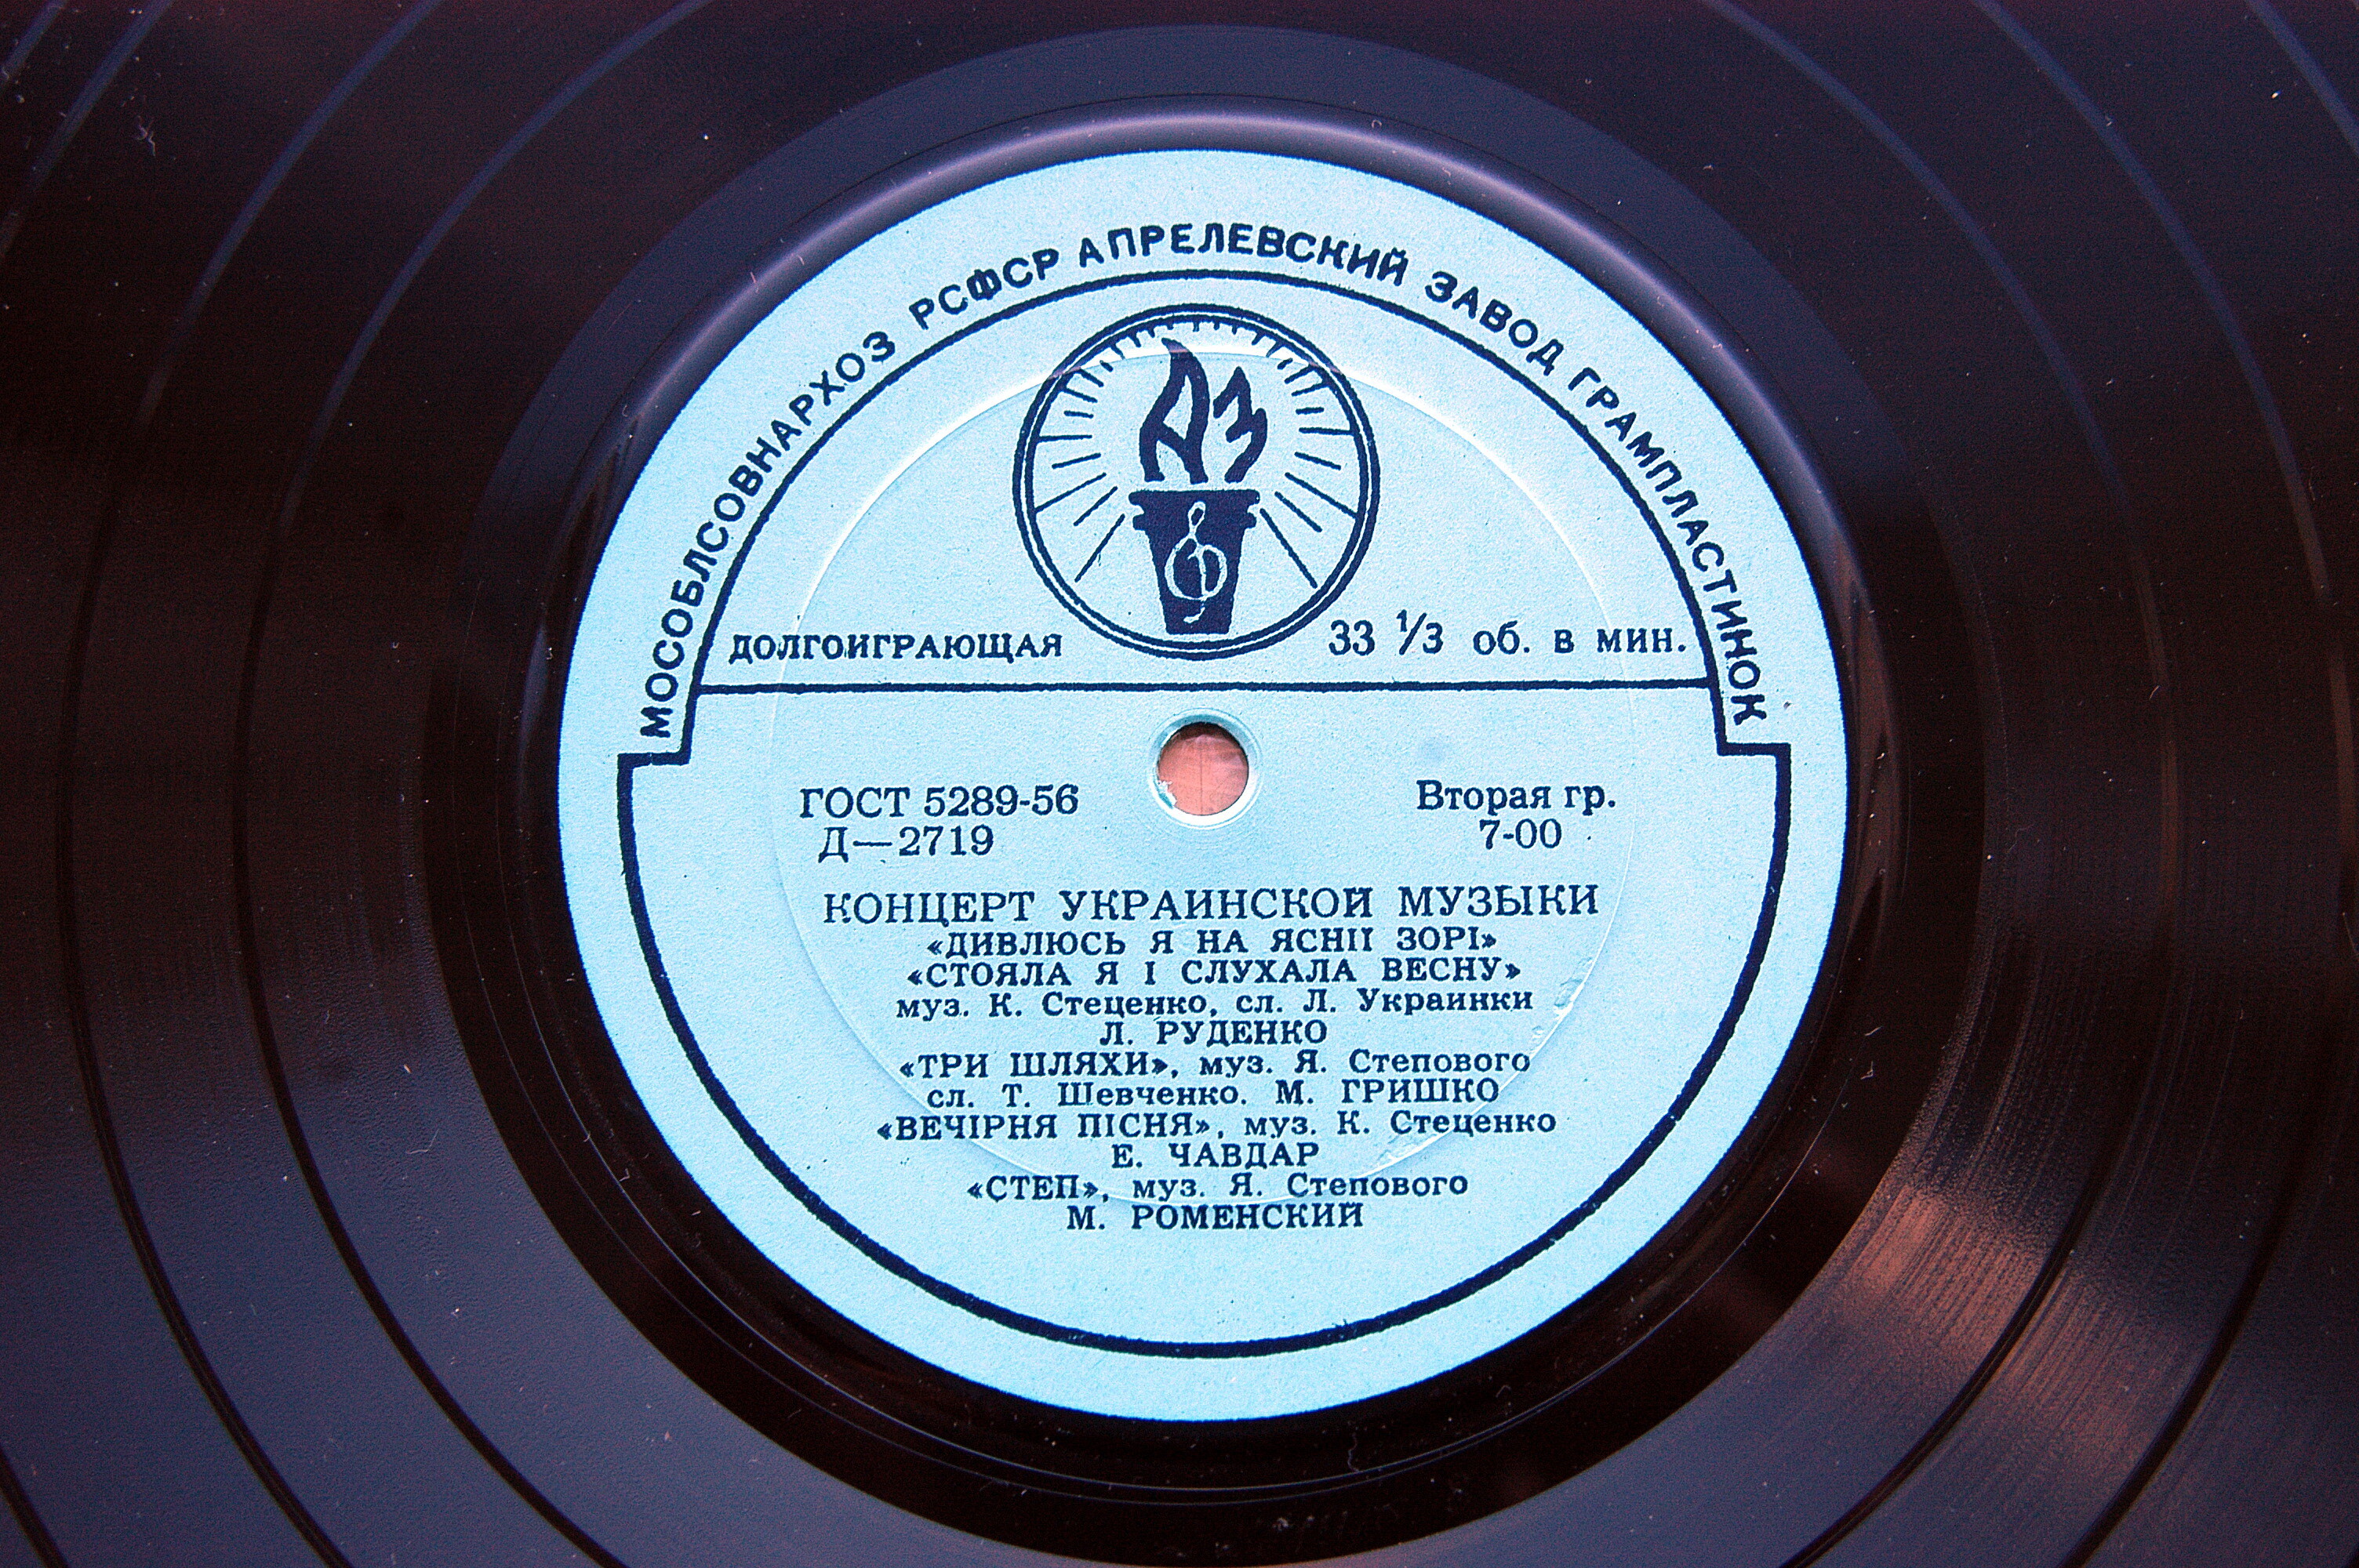 МОСОБЛСОВНАРХОЗ РСФСР АПРЕЛЕВСКИЙ ЗАВОД ГРАМПЛАСТИНОК
АЗ
ДОЛГОИГРАЮЩАЯ 33 1/3 об. в мин.
ГОСТ 5289-56 Вторая гр.
Д—2719 7-00
КОНЦЕРТ УКРАИНСКОЙ МУЗЫКИ
«ДИВЛЮСЬ Я НА ЯСНІЇ ЗОРІ»
«СТОЯЛА Я І СЛУХАЛА ВЕСНУ»
муз. К. Стеценко, сл. Л. Украинки
Л. РУДЕНКО
«ТРИ ШЛЯХИ», муз. Я. Степового
сл. Т. Шевченко. М. ГРИШКО
«ВЕЧІРНЯ ПІСНЯ», муз. К. Стеценко
Е. ЧАВДАР
«СТЕП», муз. Я. Степового
М. РОМЕНСКИЙ